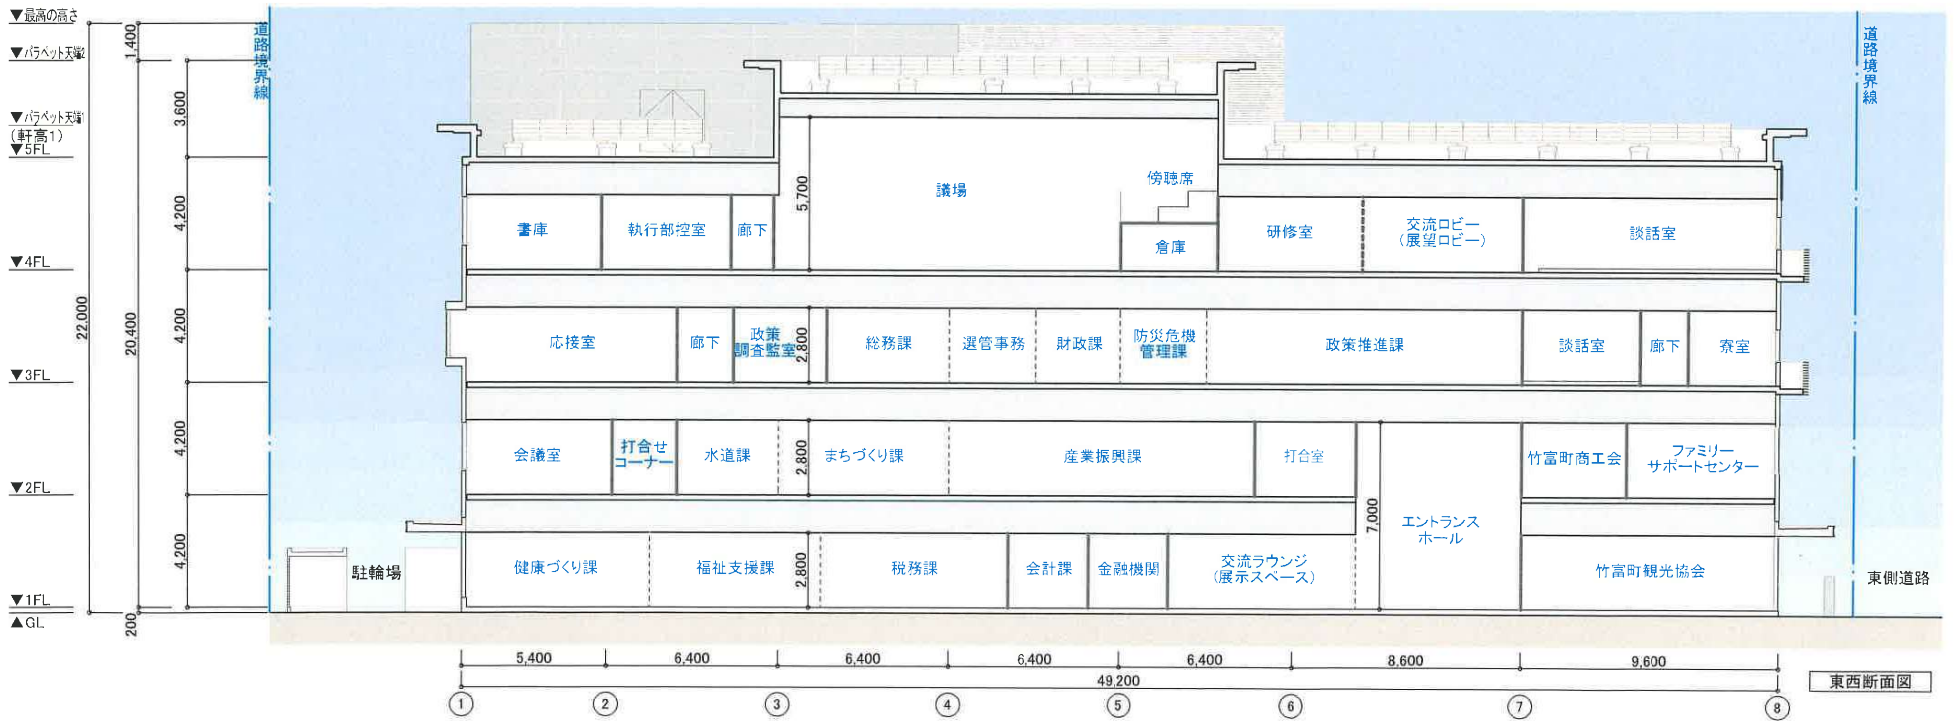 ▼最高の高さ
▼パラペット天端2
▼パラペット天端1
(軒高1)
▼5FL
▼4FL
▼3FL
▼2FL
▼1FL
▲GL
1,400
3,600
4,200
4,200
4,200
4,200
22,000
20,400
200
道路境界線
道路境界線
議場
傍聴席
5,700
書庫
執行部控室
廊下
倉庫
研修室
交流ロビー
(展望ロビー)
談話室
応接室
廊下
政策
調査監室
2,800
総務課
選管事務
財政課
防災危機
管理課
政策推進課
談話室
廊下
寮室
会議室
打合せ
コーナー
水道課
2,800
まちづくり課
産業振興課
打合室
竹富町商工会
ファミリー
サポートセンター
7,000
エントランス
ホール
駐輪場
健康づくり課
福祉支援課
2,800
税務課
会計課
金融機関
交流ラウンジ
(展示スペース)
竹富町観光協会
東側道路
5,400
6,400
6,400
6,400
6,400
8,600
9,600
49,200
1
2
3
4
5
6
7
8
東西断面図